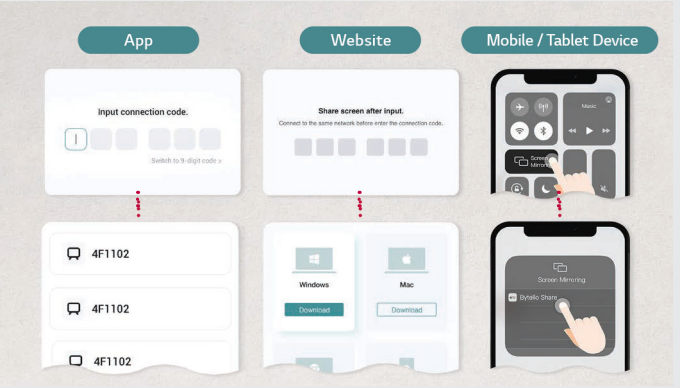 App
Input connection code.
Switch to 9-digit code >
4F1102
4F1102
4F1102
Website
Share screen after input.
Connect to the same network before enter the connection code.
Windows
Download
Mac
Download
Mobile / Tablet Device
Music
Screen
Mirroring
Screen Mirroring
Bytello Share